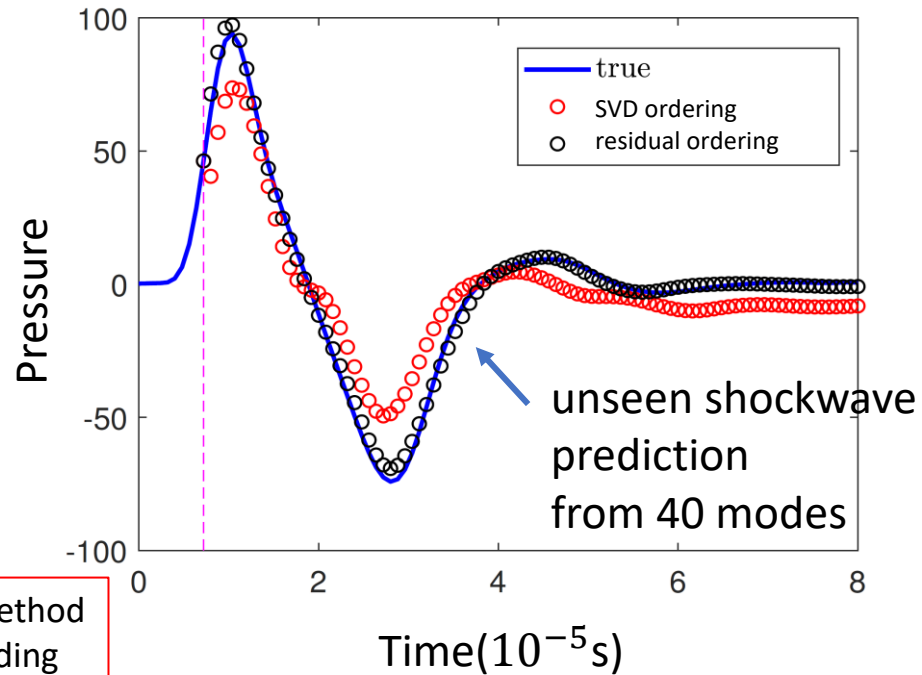 100
50
0
-50
-100
Pressure
true
SVD ordering
residual ordering
unseen shockwave
prediction
from 40 modes
0 2 4 6 8
Time(10⁻⁵s)